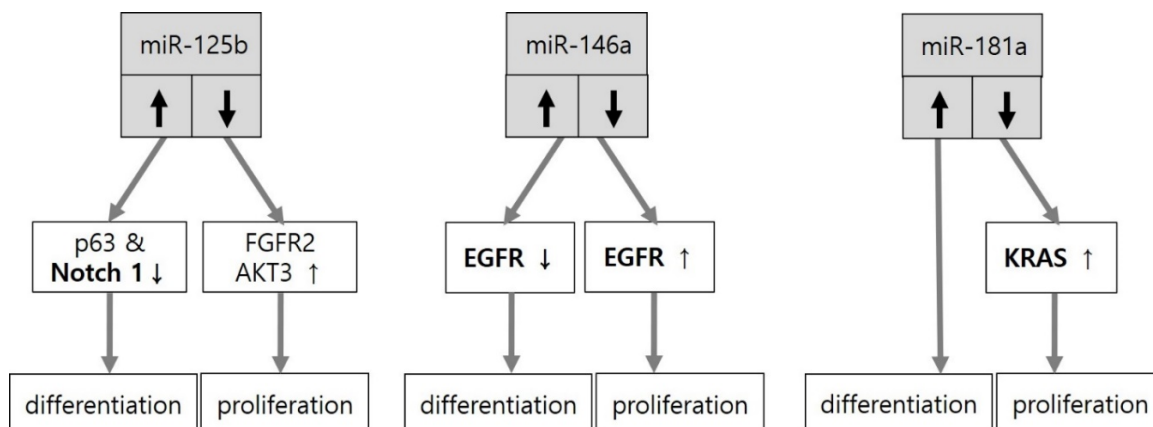 miR-125b
↑ ↓
p63 &
Notch 1 ↓
FGFR2
AKT3 ↑
differentiation
proliferation
miR-146a
↑ ↓
EGFR ↓
EGFR ↑
differentiation
proliferation
miR-181a
↑ ↓
KRAS ↑
differentiation
proliferation